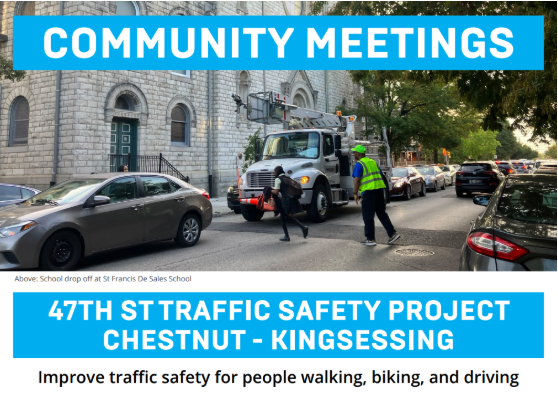 COMMUNITY MEETINGS
Above: School drop off at St Francis De Sales School
47TH ST TRAFFIC SAFETY PROJECT
CHESTNUT - KINGSESSING
Improve traffic safety for people walking, biking, and driving